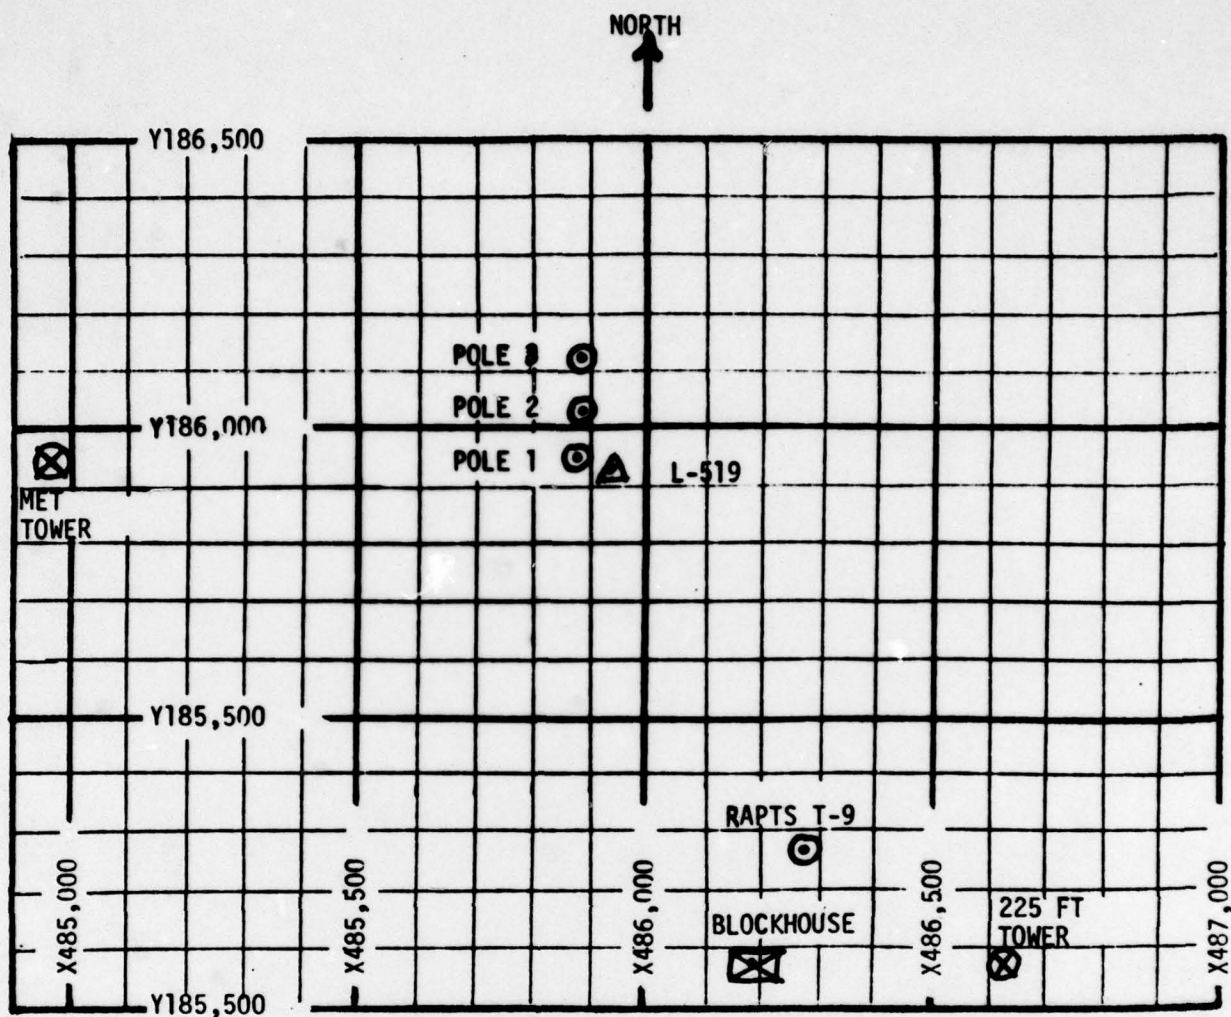 NORTH
Y186,500
POLE 3
POLE 2
Y186,000
POLE 1
L-519
MET
TOWER
Y185,500
RAPTS T-9
X485,000
X485,500
X486,000
X486,500
X487,000
BLOCKHOUSE
225 FT
TOWER
Y185,500